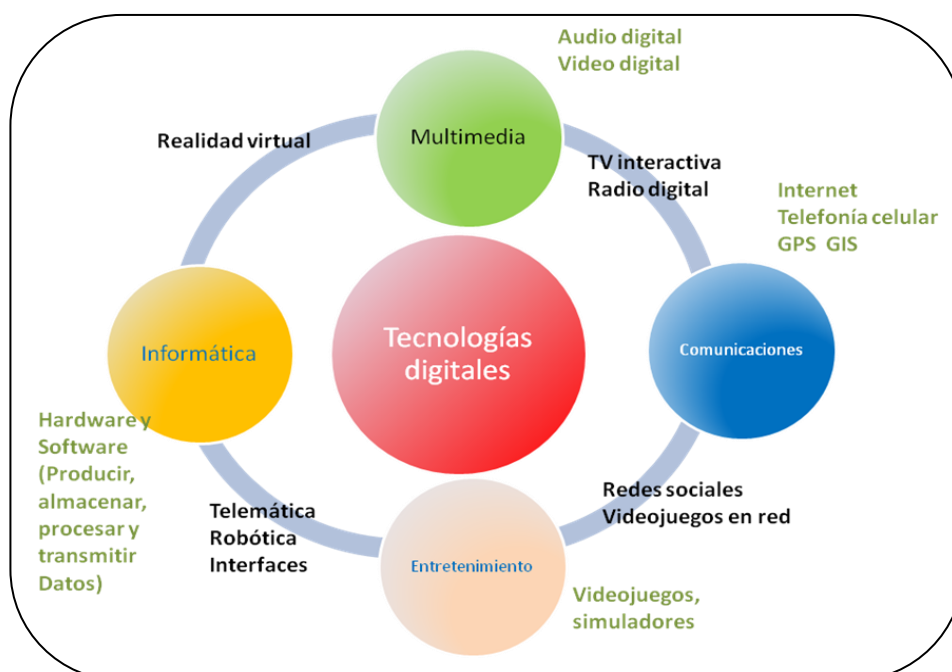 Audio digital
Video digital
Realidad virtual
Multimedia
TV interactiva
Radio digital
Internet
Telefonía celular
GPS GIS
Informática
Tecnologías
digitales
Comunicaciones
Hardware y
Software
(Producir,
almacenar,
procesar y
transmitir
Datos)
Telemática
Robótica
Interfaces
Redes sociales
Videojuegos en red
Entretenimiento
Videojuegos,
simuladores